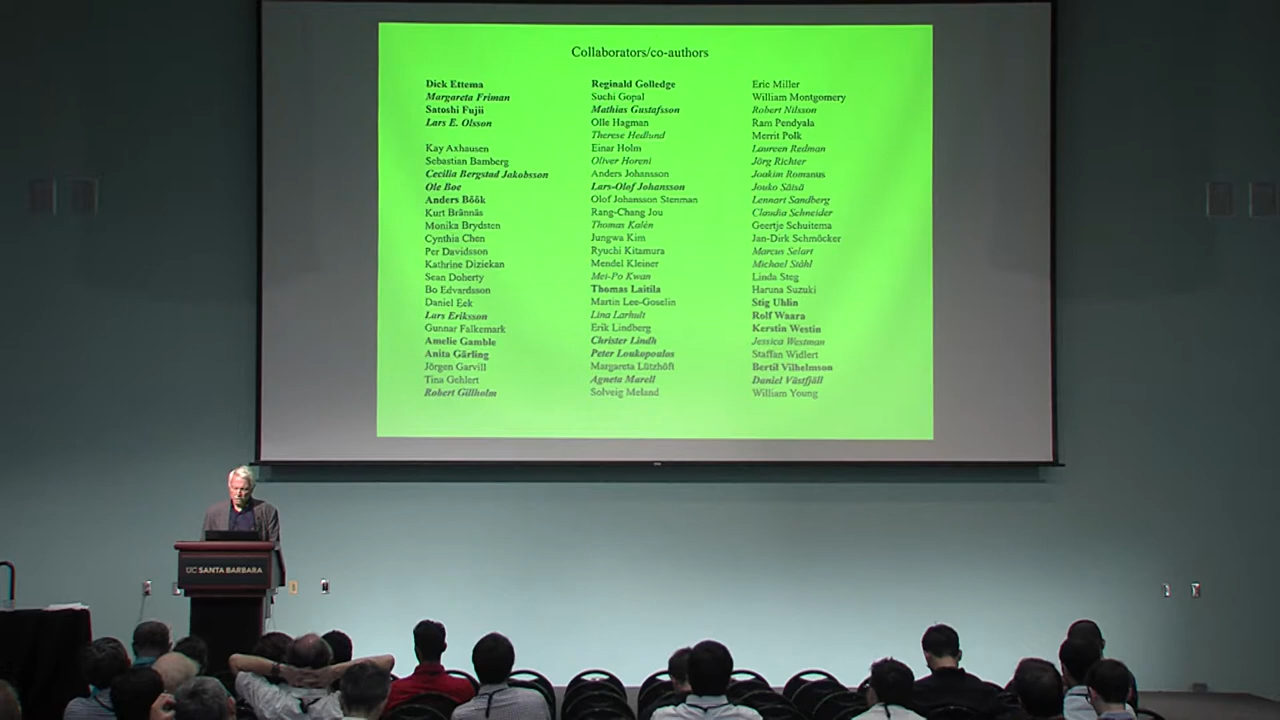 Collaborators/co-authors
Dick Ettema
Margareta Friman
Satoshi Fujii
Lars E. Olsson
Kay Axhausen
Sebastian Bamberg
Cecilia Bergstad Jakobsson
Ole Boe
Anders Böök
Kurt Brännäs
Monika Brydsten
Cynthia Chen
Per Davidsson
Kathrine Diziekan
Sean Doherty
Bo Edvardsson
Daniel Eek
Lars Eriksson
Gunnar Falkemark
Amelie Gamble
Anita Gärling
Jörgen Garvill
Tina Gehlert
Robert Gillholm
Reginald Golledge
Suchi Gopal
Mathias Gustafsson
Olle Hagman
Therese Hedlund
Einar Holm
Oliver Horeni
Anders Johansson
Lars-Olof Johansson
Olof Johansson Stenman
Rang-Chang Jou
Thomas Kalén
Jungwa Kim
Ryuchi Kitamura
Mendel Kleiner
Mei-Po Kwan
Thomas Laitila
Martin Lee-Goselin
Lina Larhult
Erik Lindberg
Christer Lindh
Peter Loukopoulos
Margareta Lützhöft
Agneta Marell
Solveig Meland
Eric Miller
William Montgomery
Robert Nilsson
Ram Pendyala
Merrit Polk
Laureen Redman
Jörg Richter
Joakim Romanus
Jouko Säisä
Lennart Sandberg
Claudia Schneider
Geertje Schuitema
Jan-Dirk Schmöcker
Marcus Selart
Michael Ståhl
Linda Steg
Haruna Suzuki
Stig Uhlin
Rolf Waara
Kerstin Westin
Jessica Westman
Staffan Widlert
Bertil Vilhelmson
Daniel Västfjäll
William Young
UC SANTA BARBARA